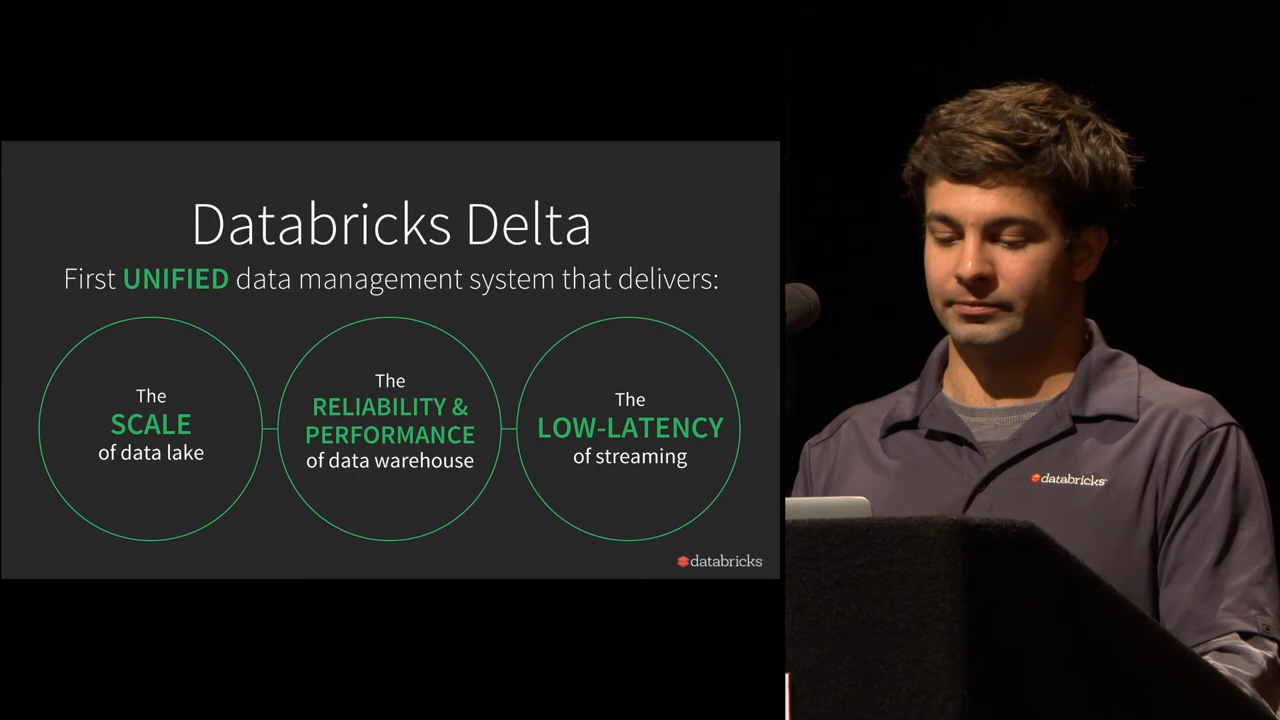 Databricks Delta
First UNIFIED data management system that delivers:
The
SCALE
of data lake
The
RELIABILITY &
PERFORMANCE
of data warehouse
The
LOW-LATENCY
of streaming
databricks
databricks